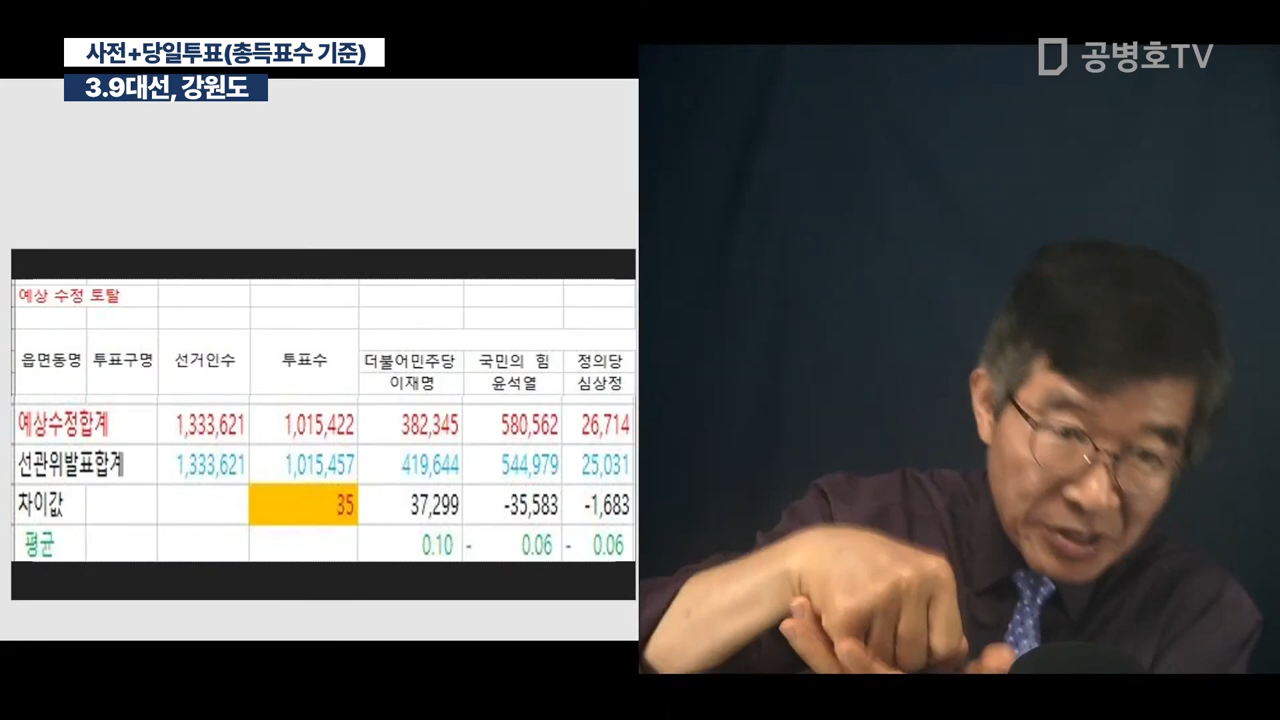 사전+당일투표(총득표수 기준)
3.9대선, 강원도
공병호TV
예상 수정 토탈
읍면동명 투표구명 선거인수 투표수 더불어민주당 국민의 힘 정의당
이재명 윤석열 심상정
예상수정합계 1,333,621 1,015,422 382,345 580,562 26,714
선관위발표합계 1,333,621 1,015,457 419,644 544,979 25,031
차이값 35 37,299 -35,583 -1,683
평균 0.10 - 0.06 - 0.06